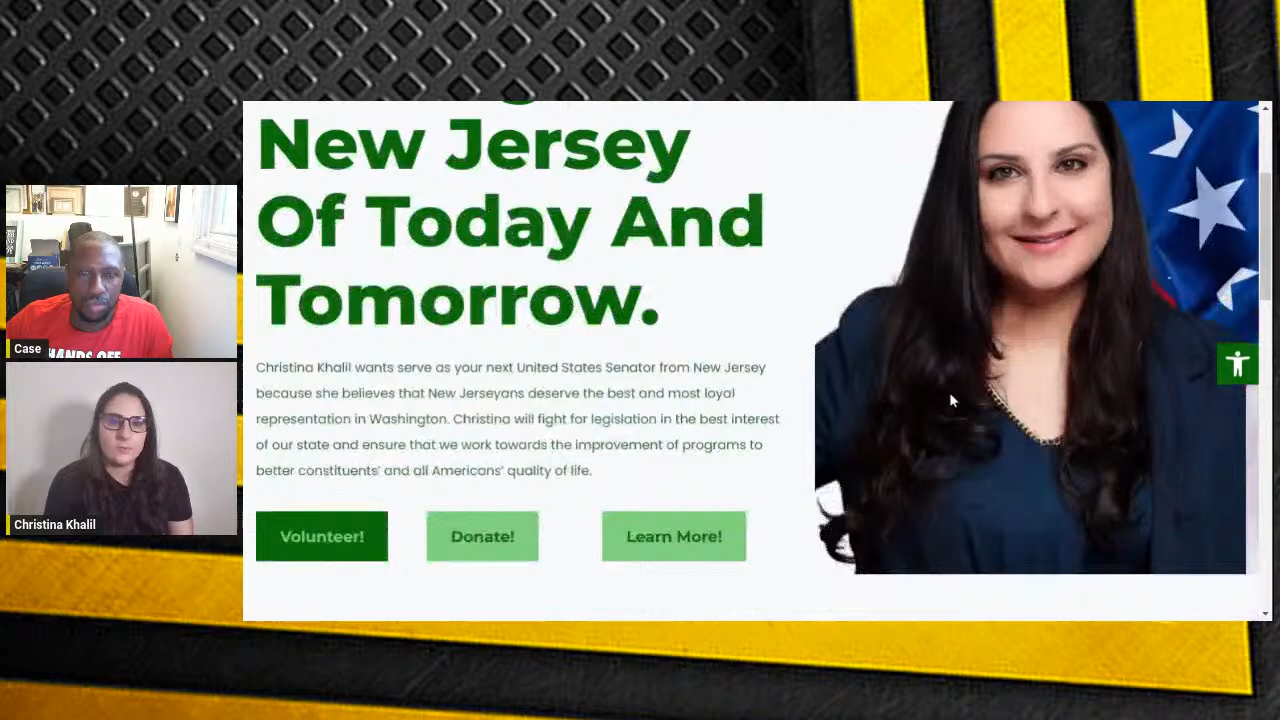 New Jersey
Of Today And
Tomorrow.
Christina Khalil wants serve as your next United States Senator from New Jersey
because she believes that New Jerseyans deserve the best and most loyal
representation in Washington. Christina will fight for legislation in the best interest
of our state and ensure that we work towards the improvement of programs to
better constituents' and all Americans' quality of life.
Volunteer!
Donate!
Learn More!
Case
HANDS OFF
Christina Khalil